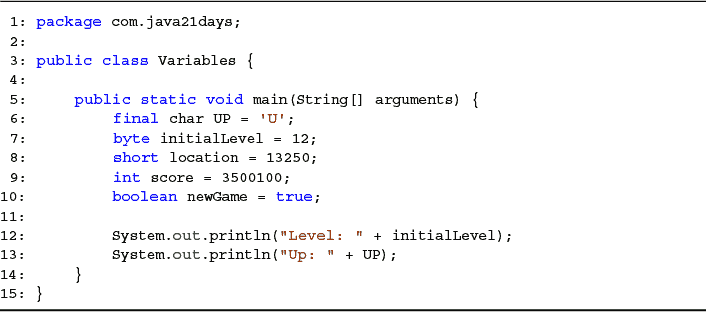 1: package com.java21days;
2:
3: public class Variables {
4:
5:     public static void main(String[] arguments) {
6:         final char UP = 'U';
7:         byte initialLevel = 12;
8:         short location = 13250;
9:         int score = 3500100;
10:         boolean newGame = true;
11:
12:         System.out.println("Level: " + initialLevel);
13:         System.out.println("Up: " + UP);
14:     }
15: }